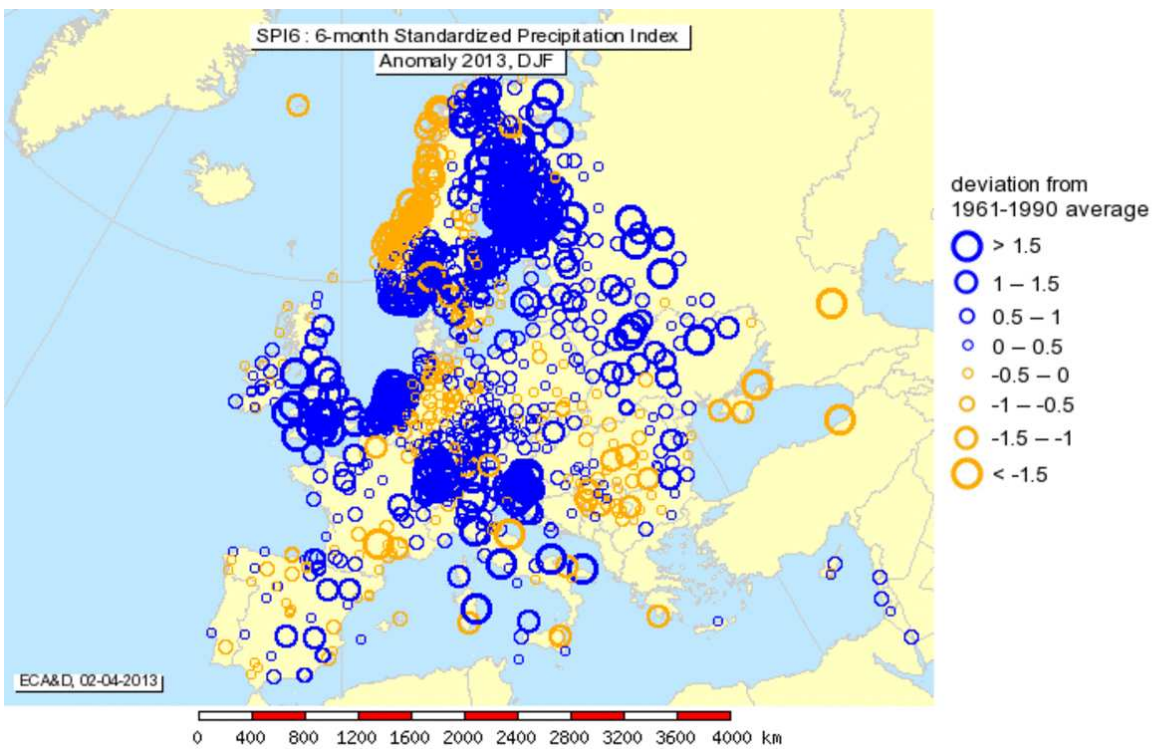 SPI6 : 6-month Standardized Precipitation Index
Anomaly 2013, DJF
deviation from
1961-1990 average
> 1.5
1 – 1.5
0.5 – 1
0 – 0.5
-0.5 – 0
-1 – -0.5
-1.5 – -1
< -1.5
ECA&D, 02-04-2013
0 400 800 1200 1600 2000 2400 2800 3200 3600 4000 km